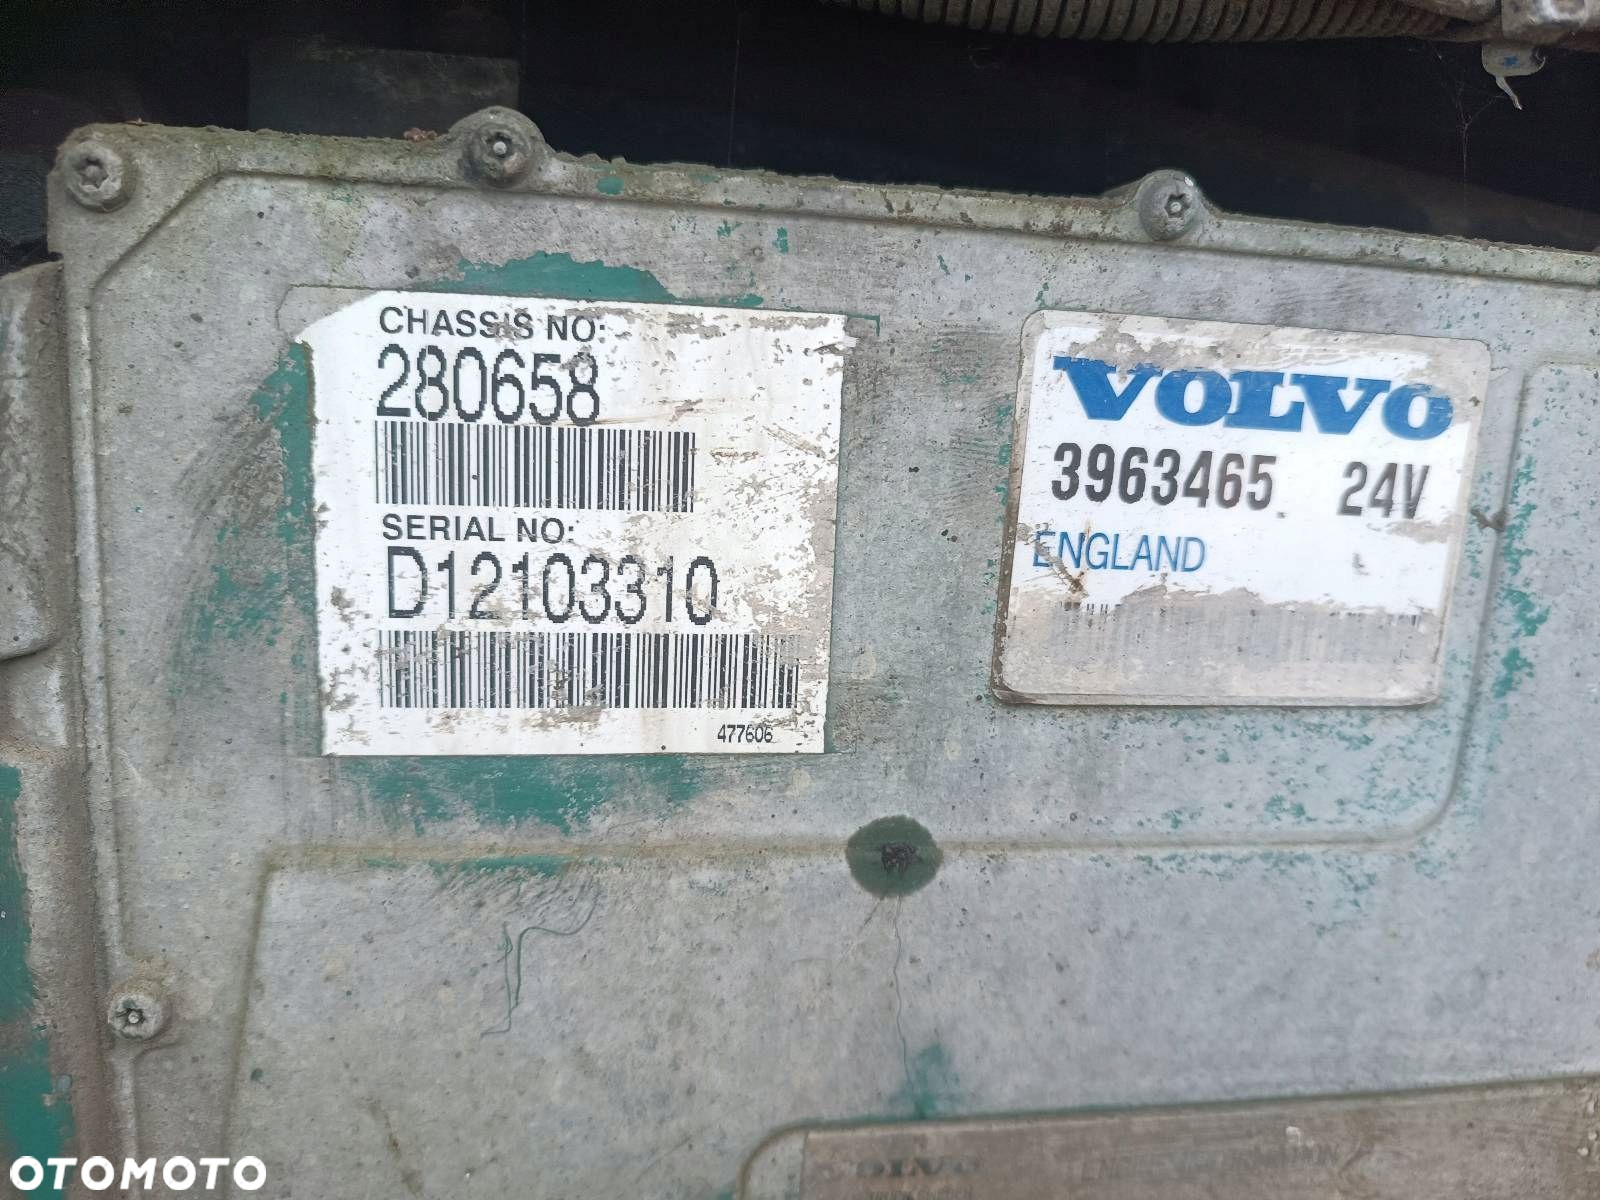 CHASSIS NO:
280658
SERIAL NO:
D12103310
477606
VOLVO
3963465. 24V
ENGLAND
OTOMOTO